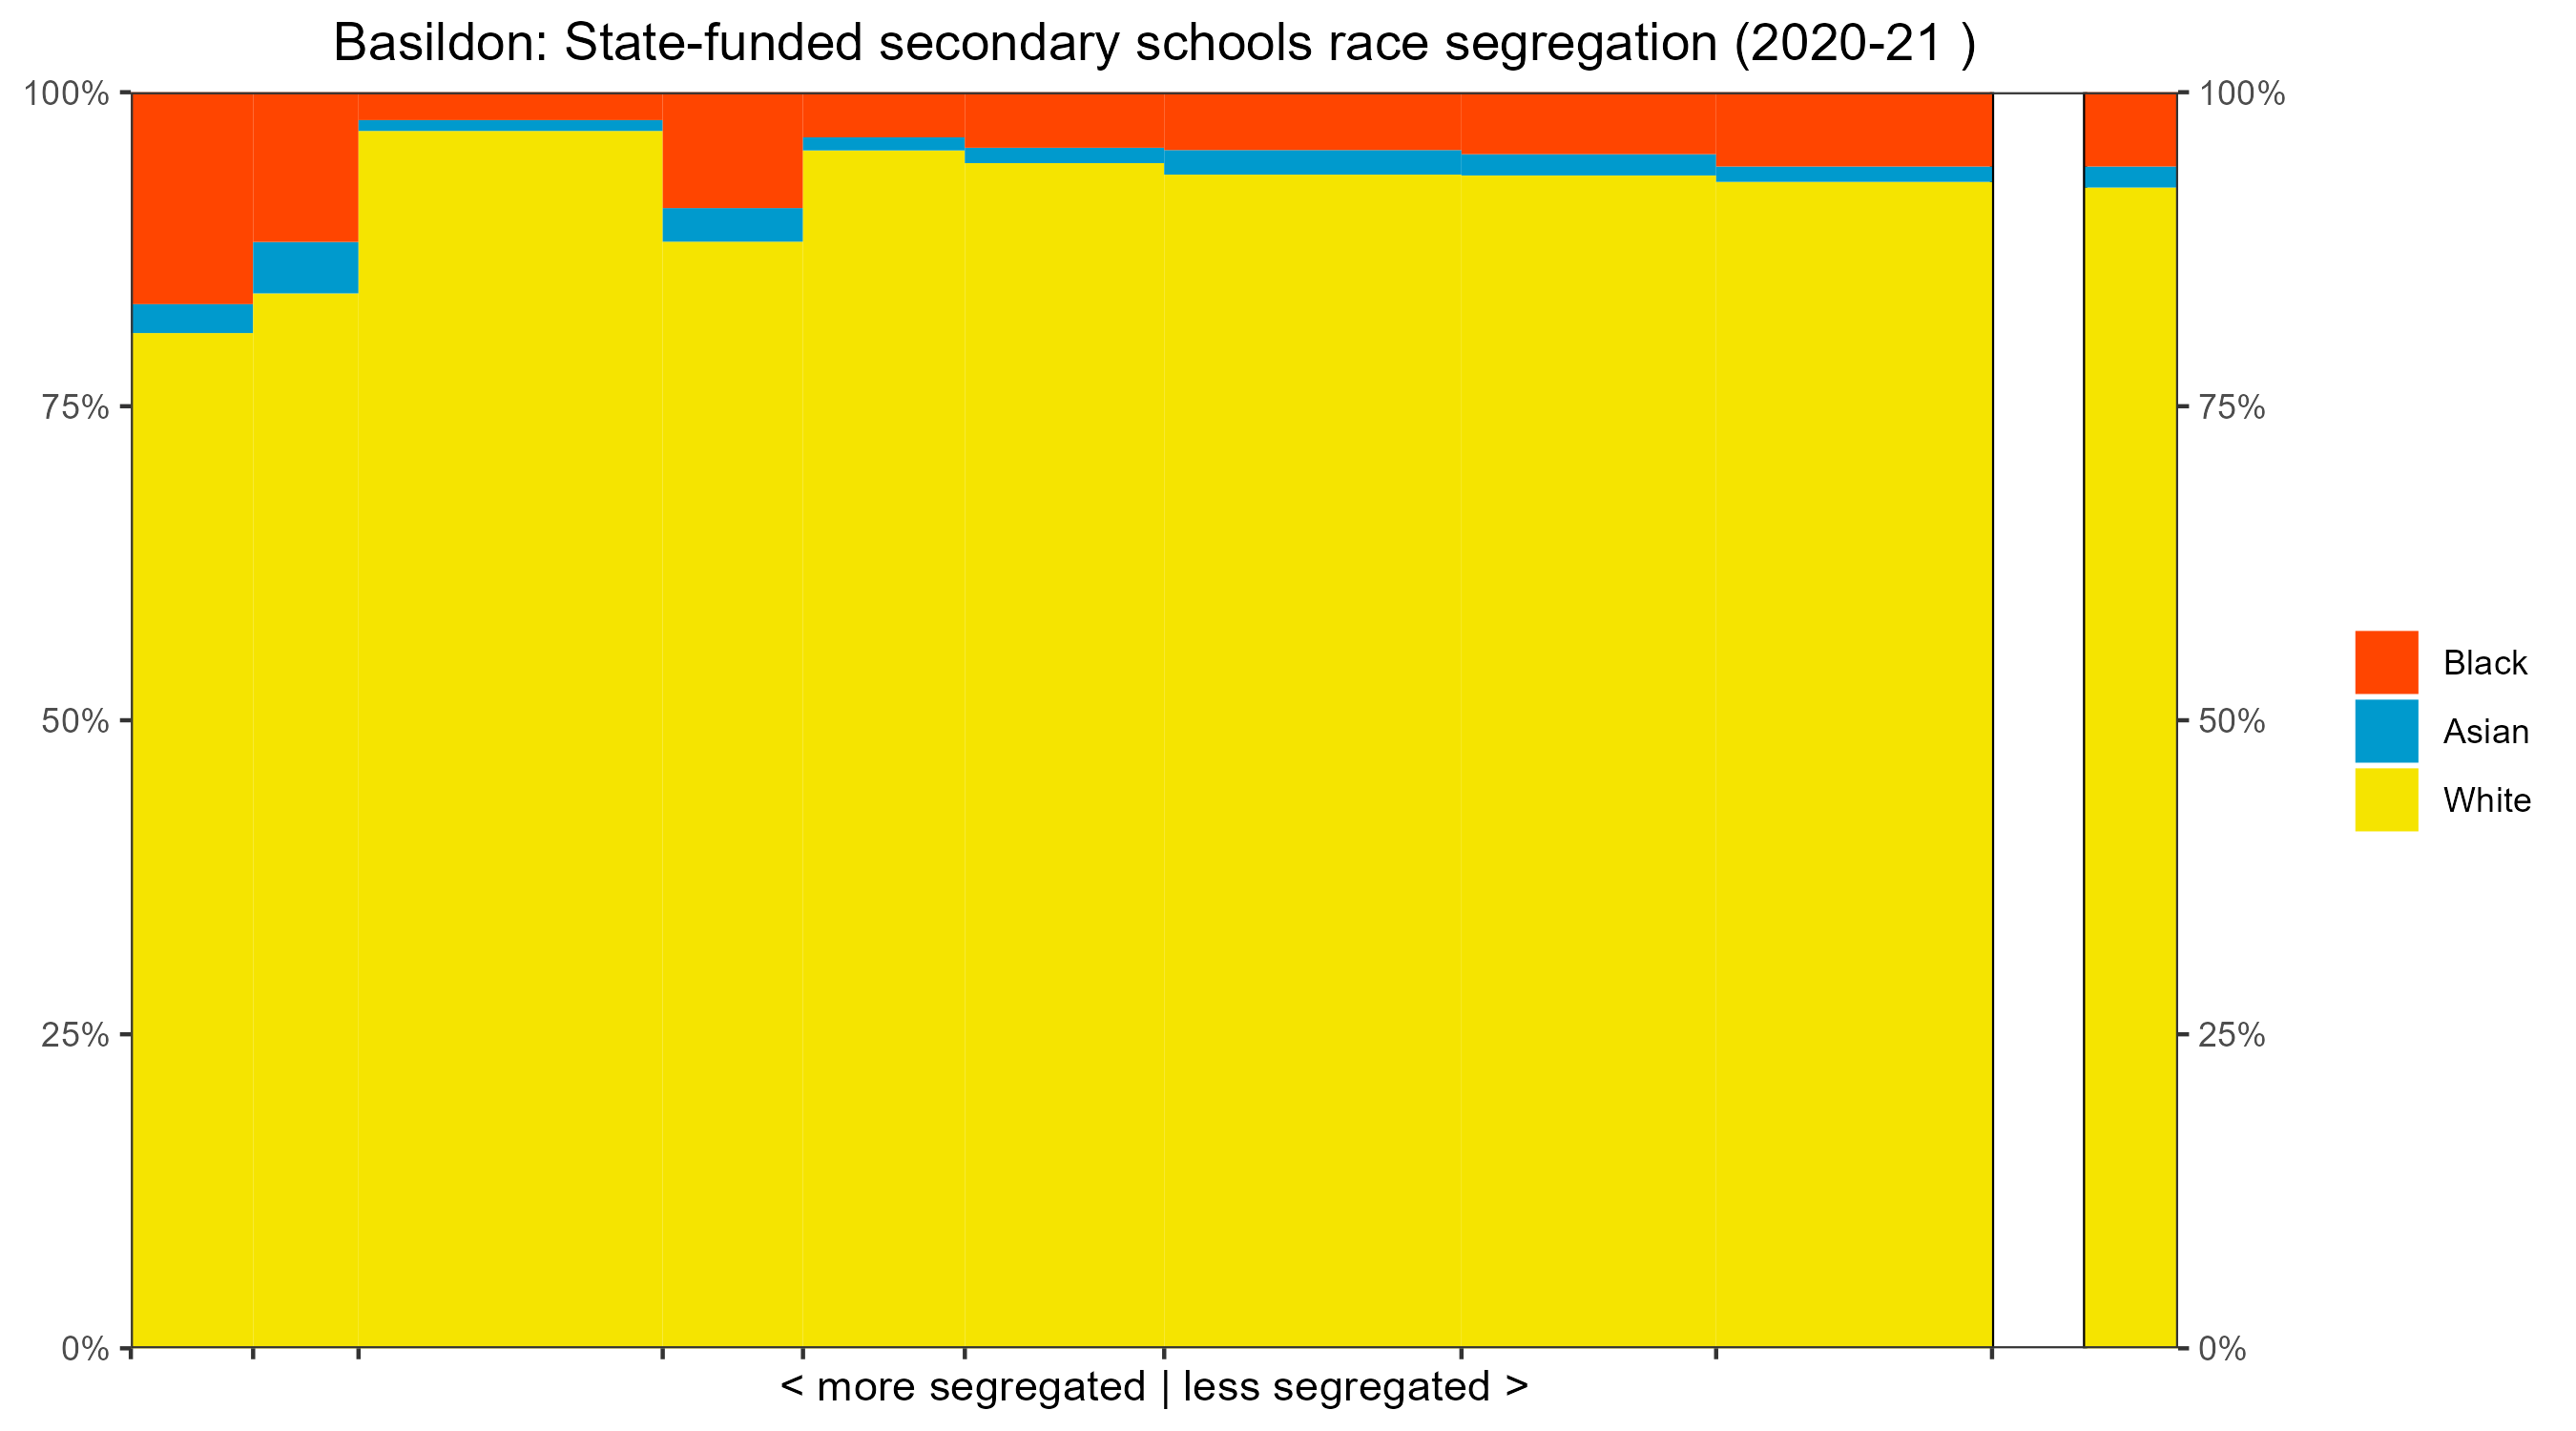 Basildon: State-funded secondary schools race segregation (2020-21 )
100%
75%
50%
25%
0%
100%
75%
50%
25%
0%
Black
Asian
White
< more segregated | less segregated >